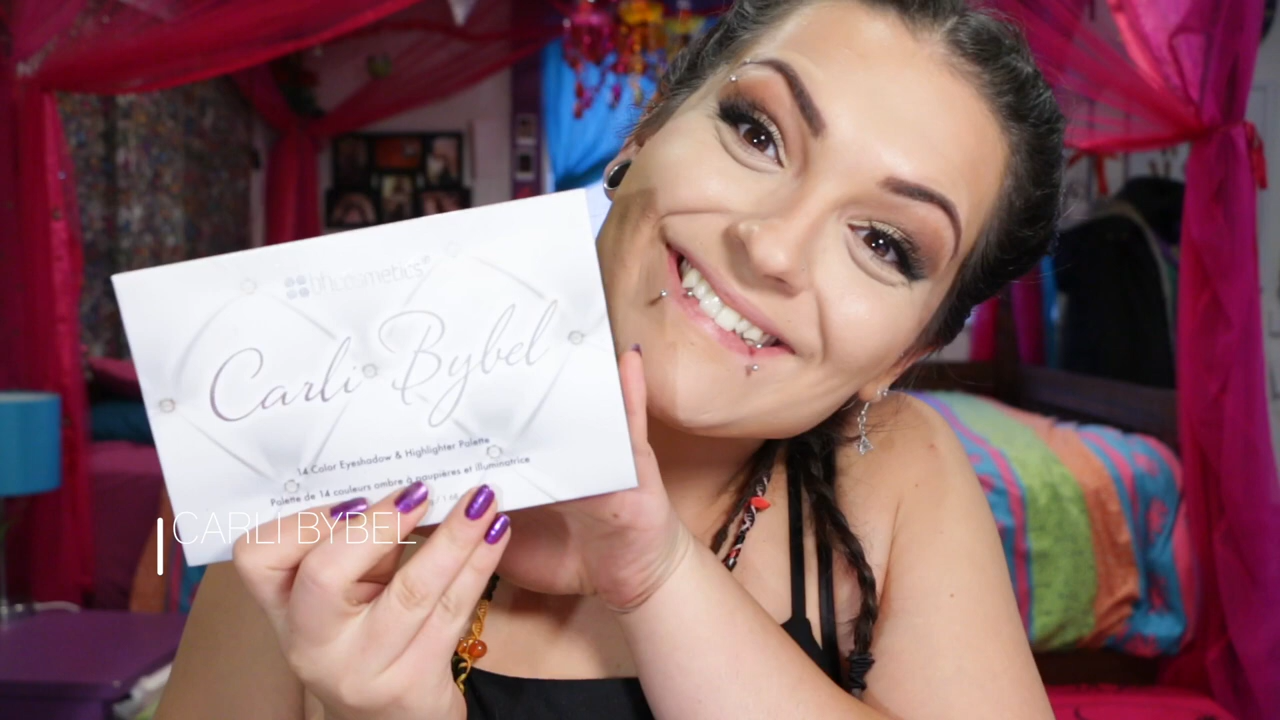 bhcosmetics
Carli Bybel
14 Color Eyeshadow & Highlighter Palette
Palette de 14 couleurs ombre à paupières et illuminatrice
CARLI BYBEL